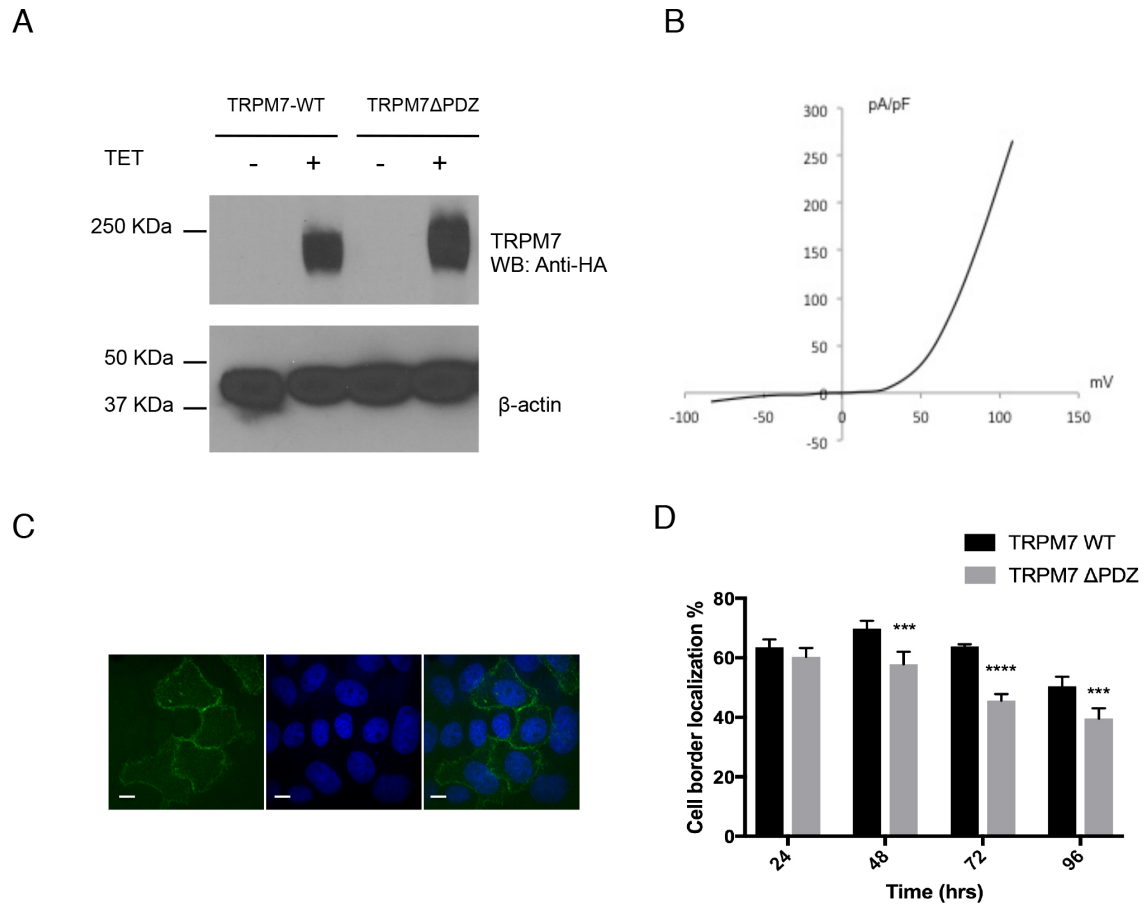 A
TRPM7-WT TRPM7ΔPDZ
TET - + - +
250 KDa
TRPM7
WB: Anti-HA
50 KDa
37 KDa
β-actin
B
pA/pF
300
250
200
150
100
50
0
-50
mV
-100 -50 0 50 100 150
C
D
TRPM7 WT
TRPM7 ΔPDZ
Cell border localization %
80
60
40
20
0
***
****
***
24 48 72 96
Time (hrs)